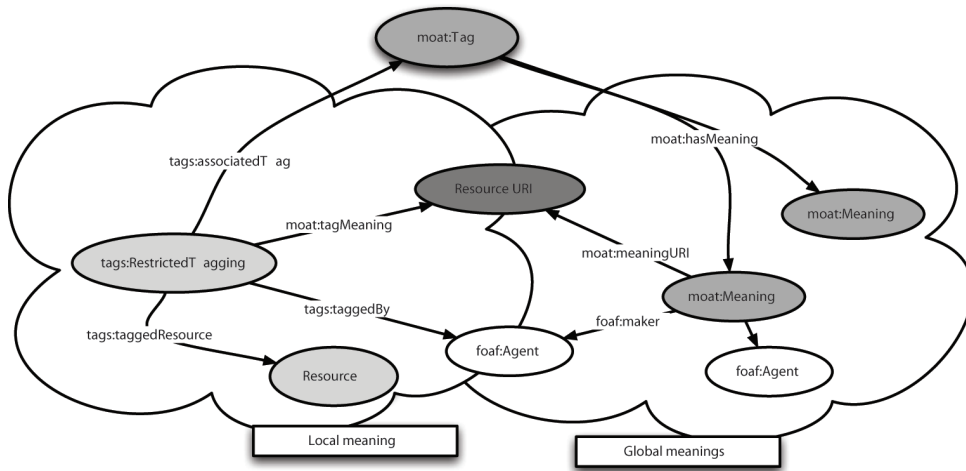 moat:Tag
moat:hasMeaning
tags:associatedT ag
Resource URI
moat:Meaning
moat:tagMeaning
moat:meaningURI
tags:RestrictedT agging
moat:Meaning
tags:taggedBy
foaf:maker
tags:taggedResource
foaf:Agent
foaf:Agent
Resource
Local meaning
Global meanings